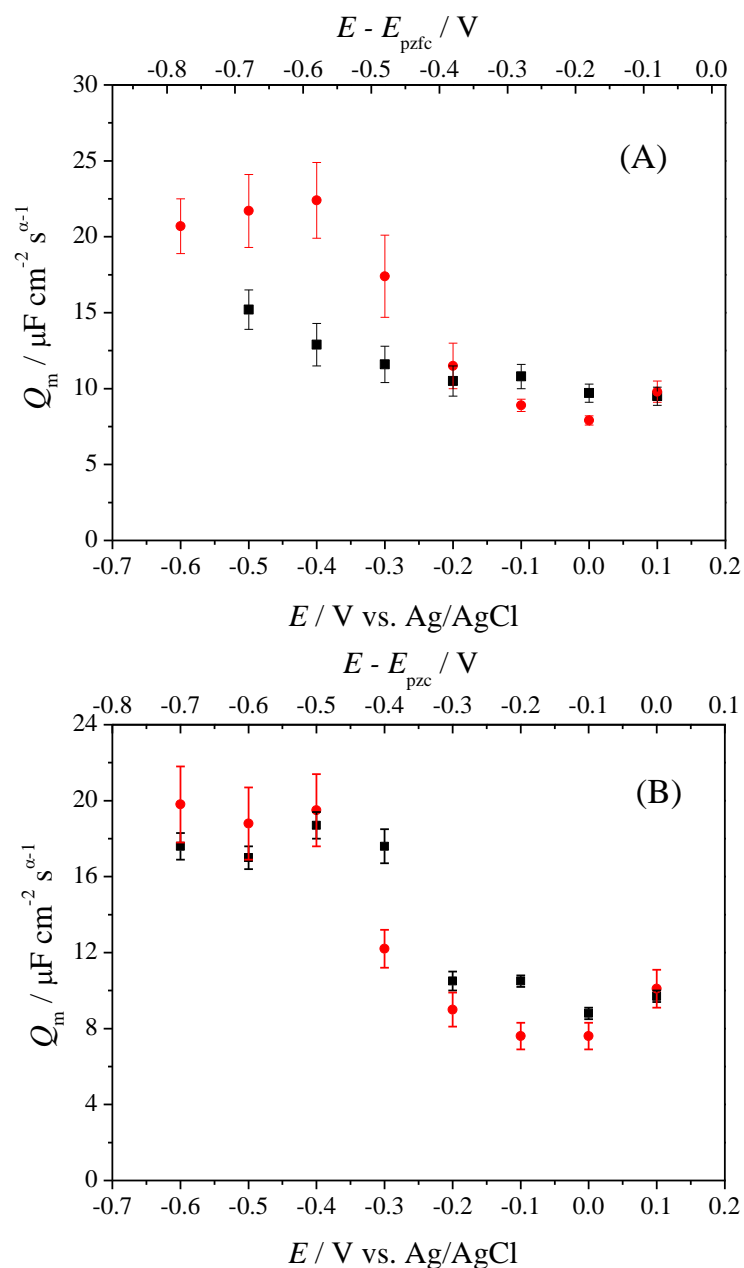 E - E_pzfc / V
-0.8 -0.7 -0.6 -0.5 -0.4 -0.3 -0.2 -0.1 0.0
30
25
20
15
10
5
0
(A)
Q_m / μF cm^-2 s^α-1
-0.7 -0.6 -0.5 -0.4 -0.3 -0.2 -0.1 0.0 0.1 0.2
E / V vs. Ag/AgCl
E - E_pzc / V
-0.8 -0.7 -0.6 -0.5 -0.4 -0.3 -0.2 -0.1 0.0 0.1
24
20
16
12
8
4
0
(B)
Q_m / μF cm^-2 s^α-1
-0.7 -0.6 -0.5 -0.4 -0.3 -0.2 -0.1 0.0 0.1 0.2
E / V vs. Ag/AgCl